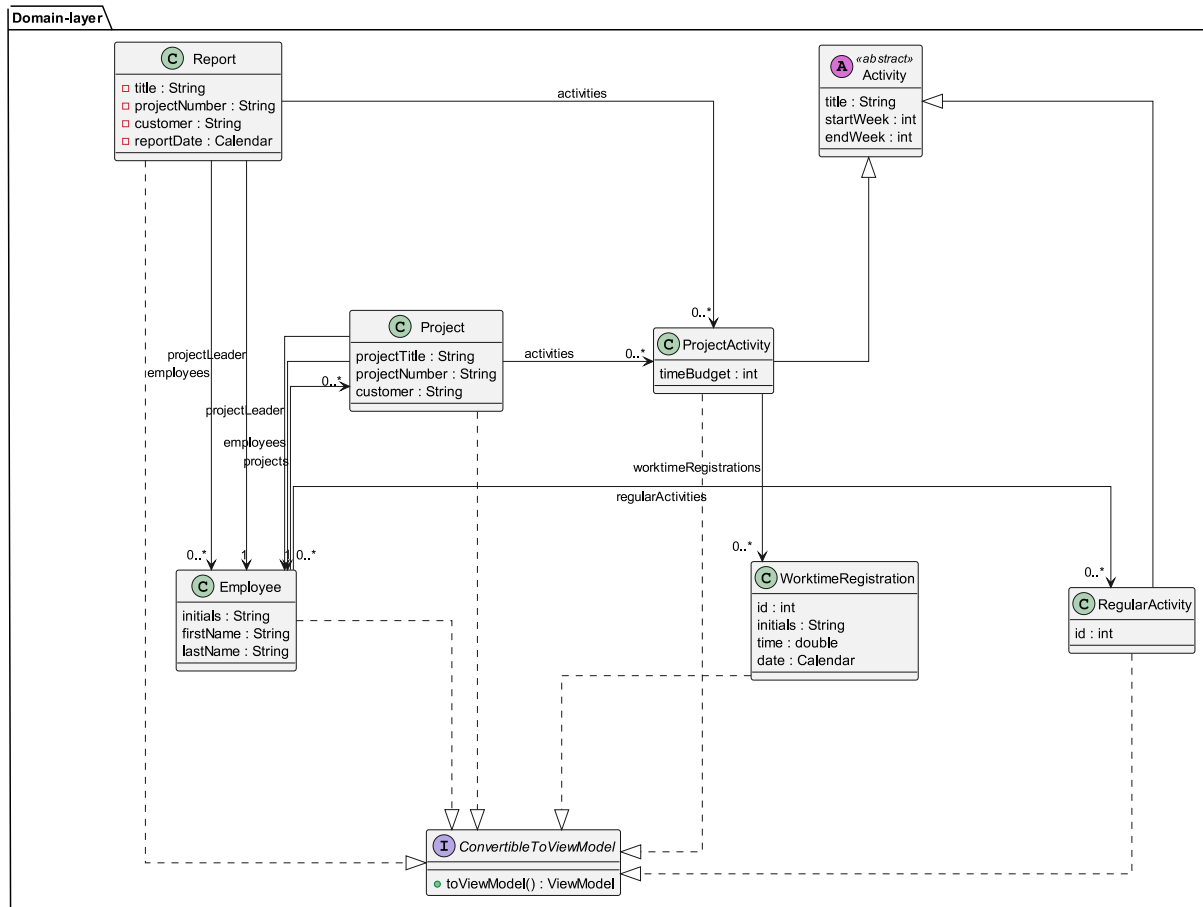 Domain-layer
C Report
title : String
projectNumber : String
customer : String
reportDate : Calendar
«abstract»
A Activity
title : String
startWeek : int
endWeek : int
activities
0..*
C Project
projectTitle : String
projectNumber : String
customer : String
activities
0..*
C ProjectActivity
timeBudget : int
projectLeader
employees
0..*
projectLeader
employees
projects
worktimeRegistrations
regularActivities
0..*
1
1
0..*
0..*
0..*
C Employee
initials : String
firstName : String
lastName : String
C WorktimeRegistration
id : int
initials : String
time : double
date : Calendar
C RegularActivity
id : int
I ConvertibleToViewModel
toViewModel() : ViewModel